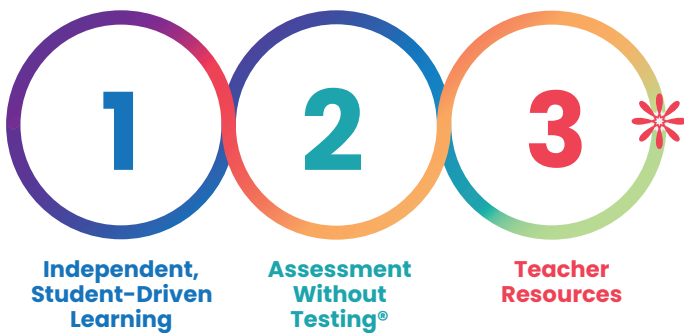 1
2
3
Independent,
Student-Driven
Learning
Assessment
Without
Testing®
Teacher
Resources